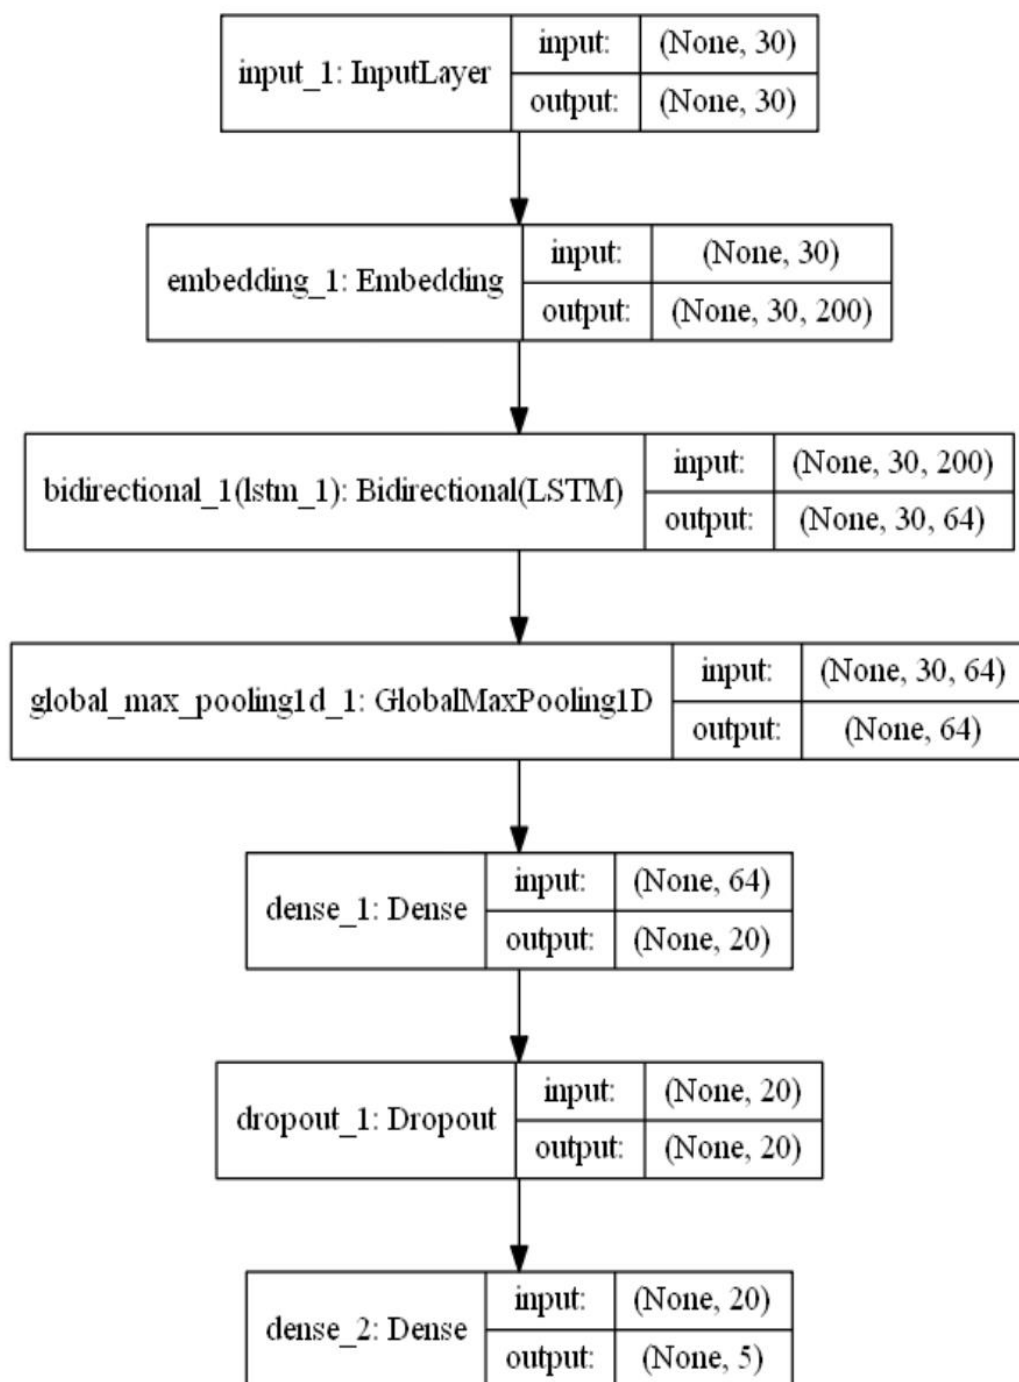 input_1: InputLayer
input: (None, 30)
output: (None, 30)
embedding_1: Embedding
input: (None, 30)
output: (None, 30, 200)
bidirectional_1(lstm_1): Bidirectional(LSTM)
input: (None, 30, 200)
output: (None, 30, 64)
global_max_pooling1d_1: GlobalMaxPooling1D
input: (None, 30, 64)
output: (None, 64)
dense_1: Dense
input: (None, 64)
output: (None, 20)
dropout_1: Dropout
input: (None, 20)
output: (None, 20)
dense_2: Dense
input: (None, 20)
output: (None, 5)